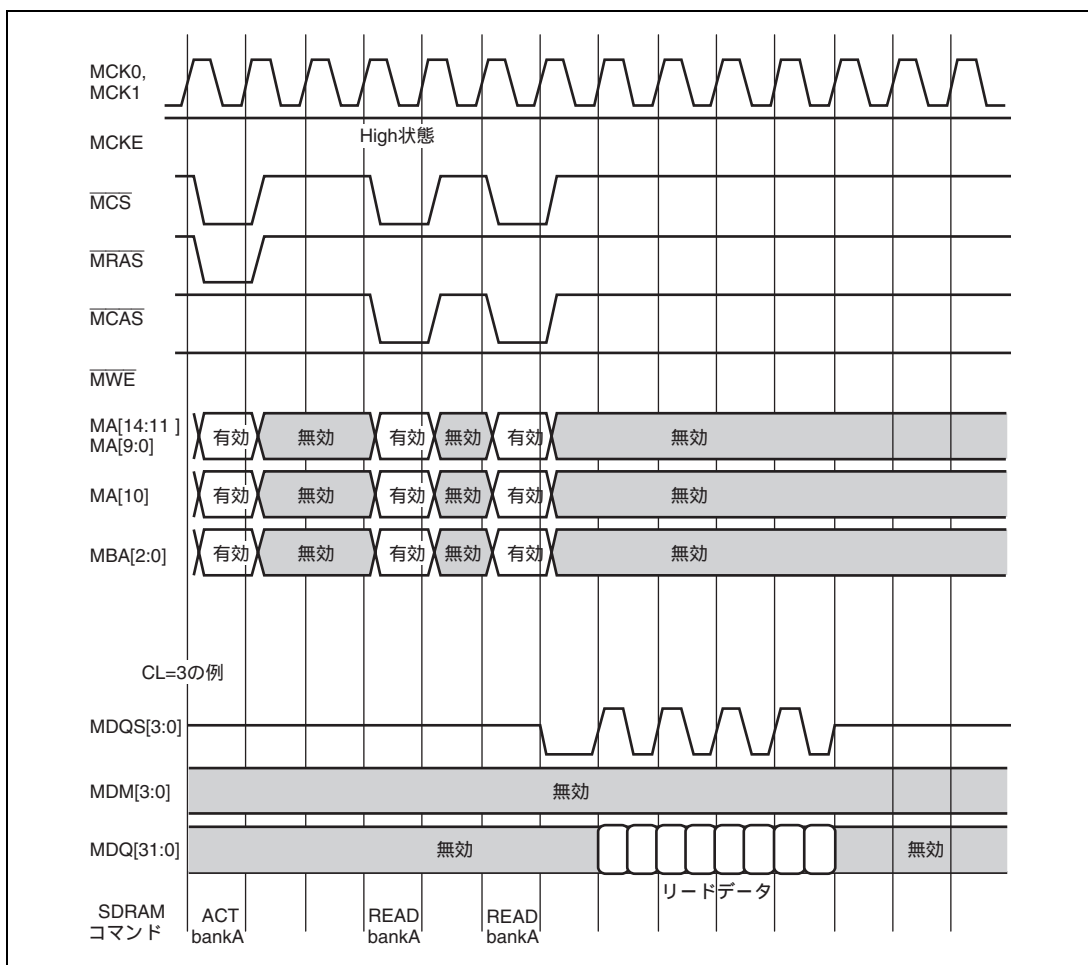 MCK0,
MCK1
MCKE
High状態
MCS
MRAS
MCAS
MWE
MA[14:11 ]
MA[9:0]
有効 無効 有効 無効 有効 無効
MA[10]
有効 無効 有効 無効 有効 無効
MBA[2:0]
有効 無効 有効 無効 有効 無効
CL=3の例
MDQS[3:0]
MDM[3:0]
無効
MDQ[31:0]
無効 無効
リードデータ
SDRAM
コマンド
ACT
bankA
READ
bankA
READ
bankA